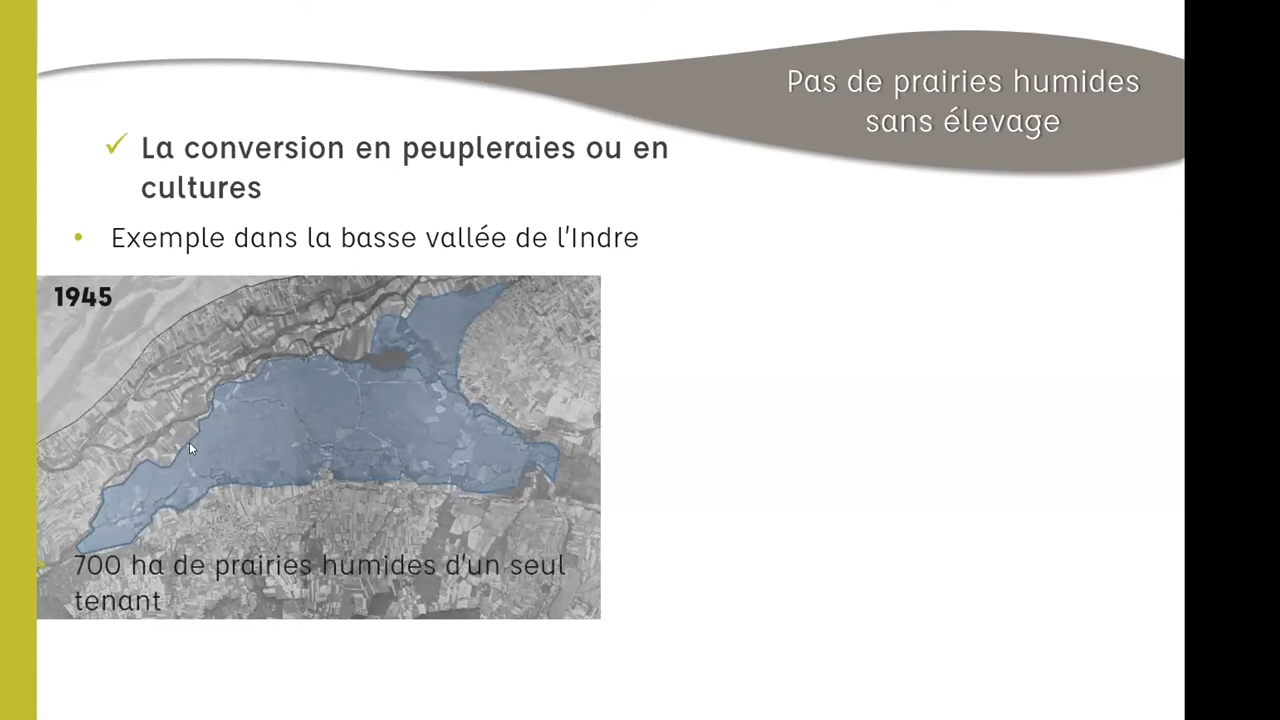 Pas de prairies humides
sans élevage
La conversion en peupleraies ou en
cultures
Exemple dans la basse vallée de l'Indre
1945
700 ha de prairies humides d'un seul
tenant